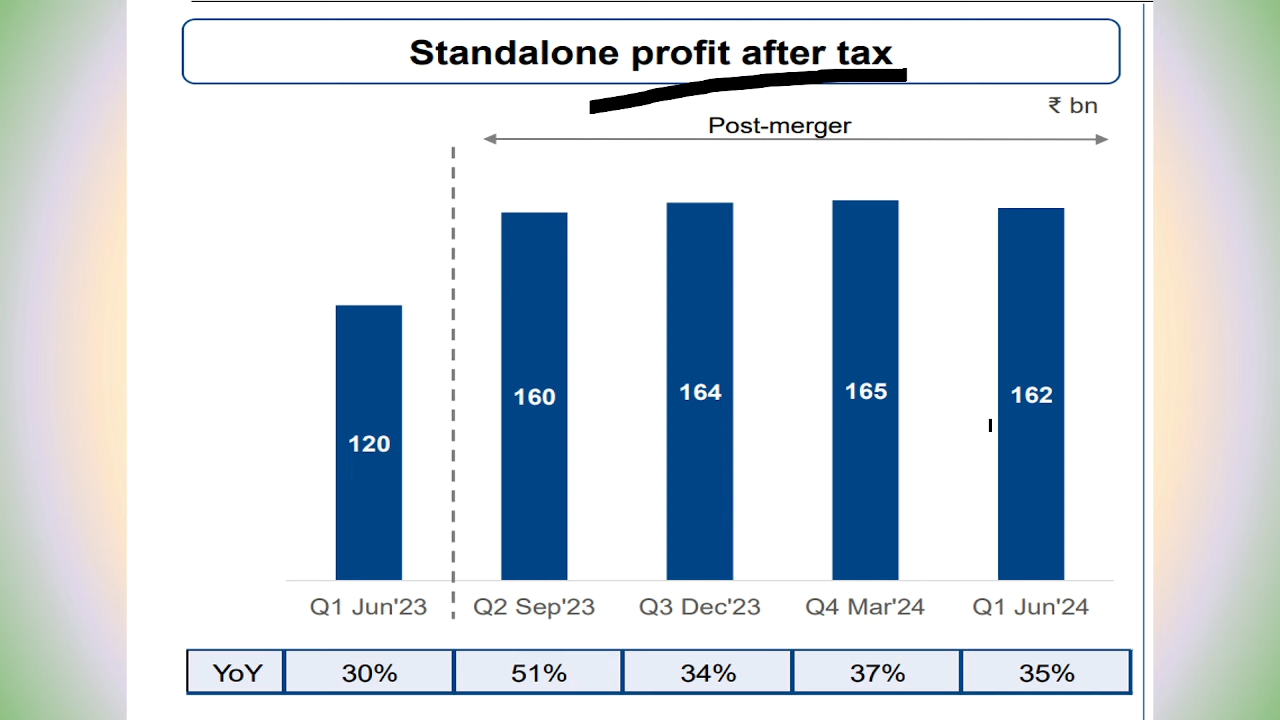 Standalone profit after tax
₹ bn
Post-merger
160 164 165 162
120
Q1 Jun'23 Q2 Sep'23 Q3 Dec'23 Q4 Mar'24 Q1 Jun'24
YoY 30% 51% 34% 37% 35%